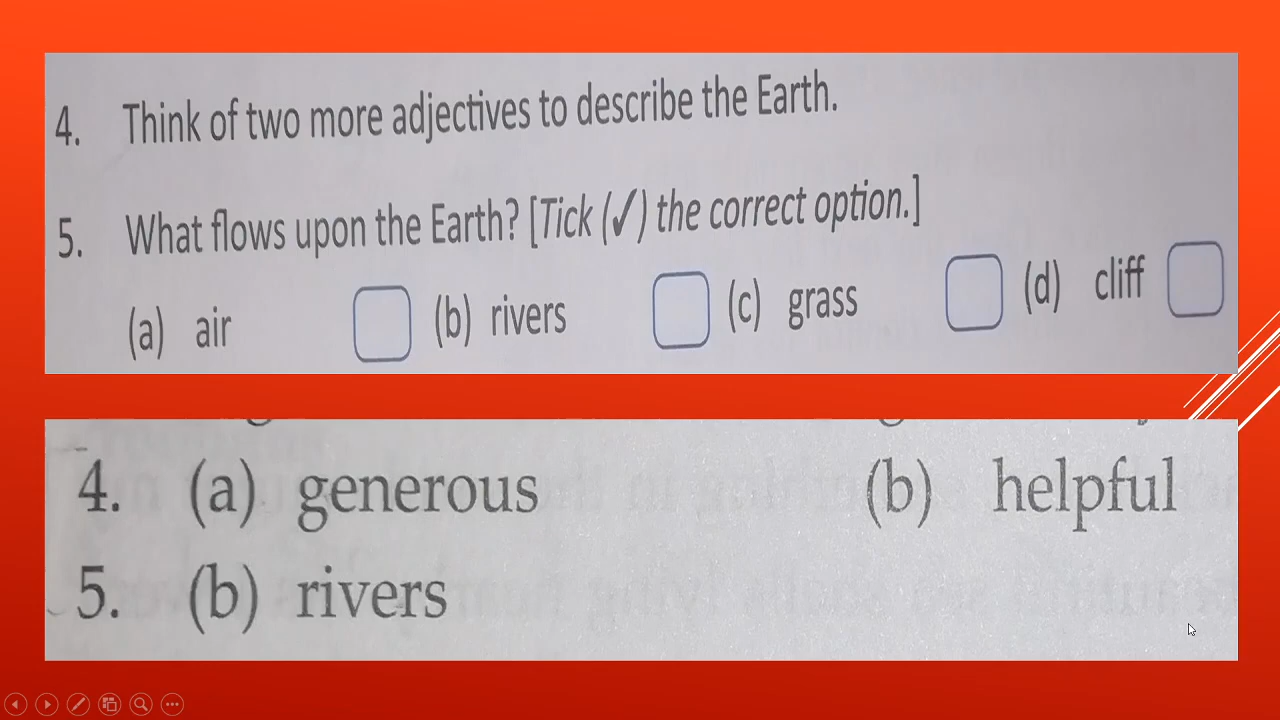 4. Think of two more adjectives to describe the Earth.
5. What flows upon the Earth? [Tick (✓) the correct option.]
(a) air (b) rivers (c) grass (d) cliff
4. (a) generous (b) helpful
5. (b) rivers